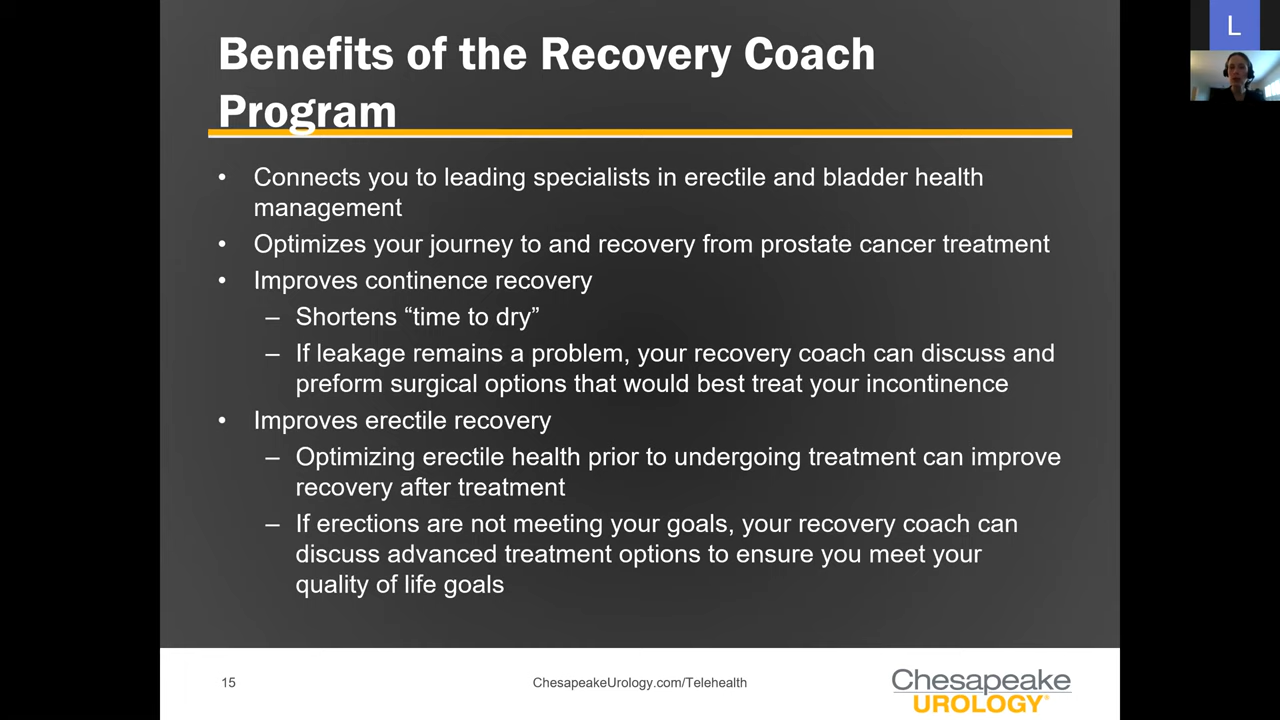 Benefits of the Recovery Coach
Program
• Connects you to leading specialists in erectile and bladder health
management
• Optimizes your journey to and recovery from prostate cancer treatment
• Improves continence recovery
– Shortens “time to dry”
– If leakage remains a problem, your recovery coach can discuss and
preform surgical options that would best treat your incontinence
• Improves erectile recovery
– Optimizing erectile health prior to undergoing treatment can improve
recovery after treatment
– If erections are not meeting your goals, your recovery coach can
discuss advanced treatment options to ensure you meet your
quality of life goals
15
ChesapeakeUrology.com/Telehealth
Chesapeake
UROLOGY®
L